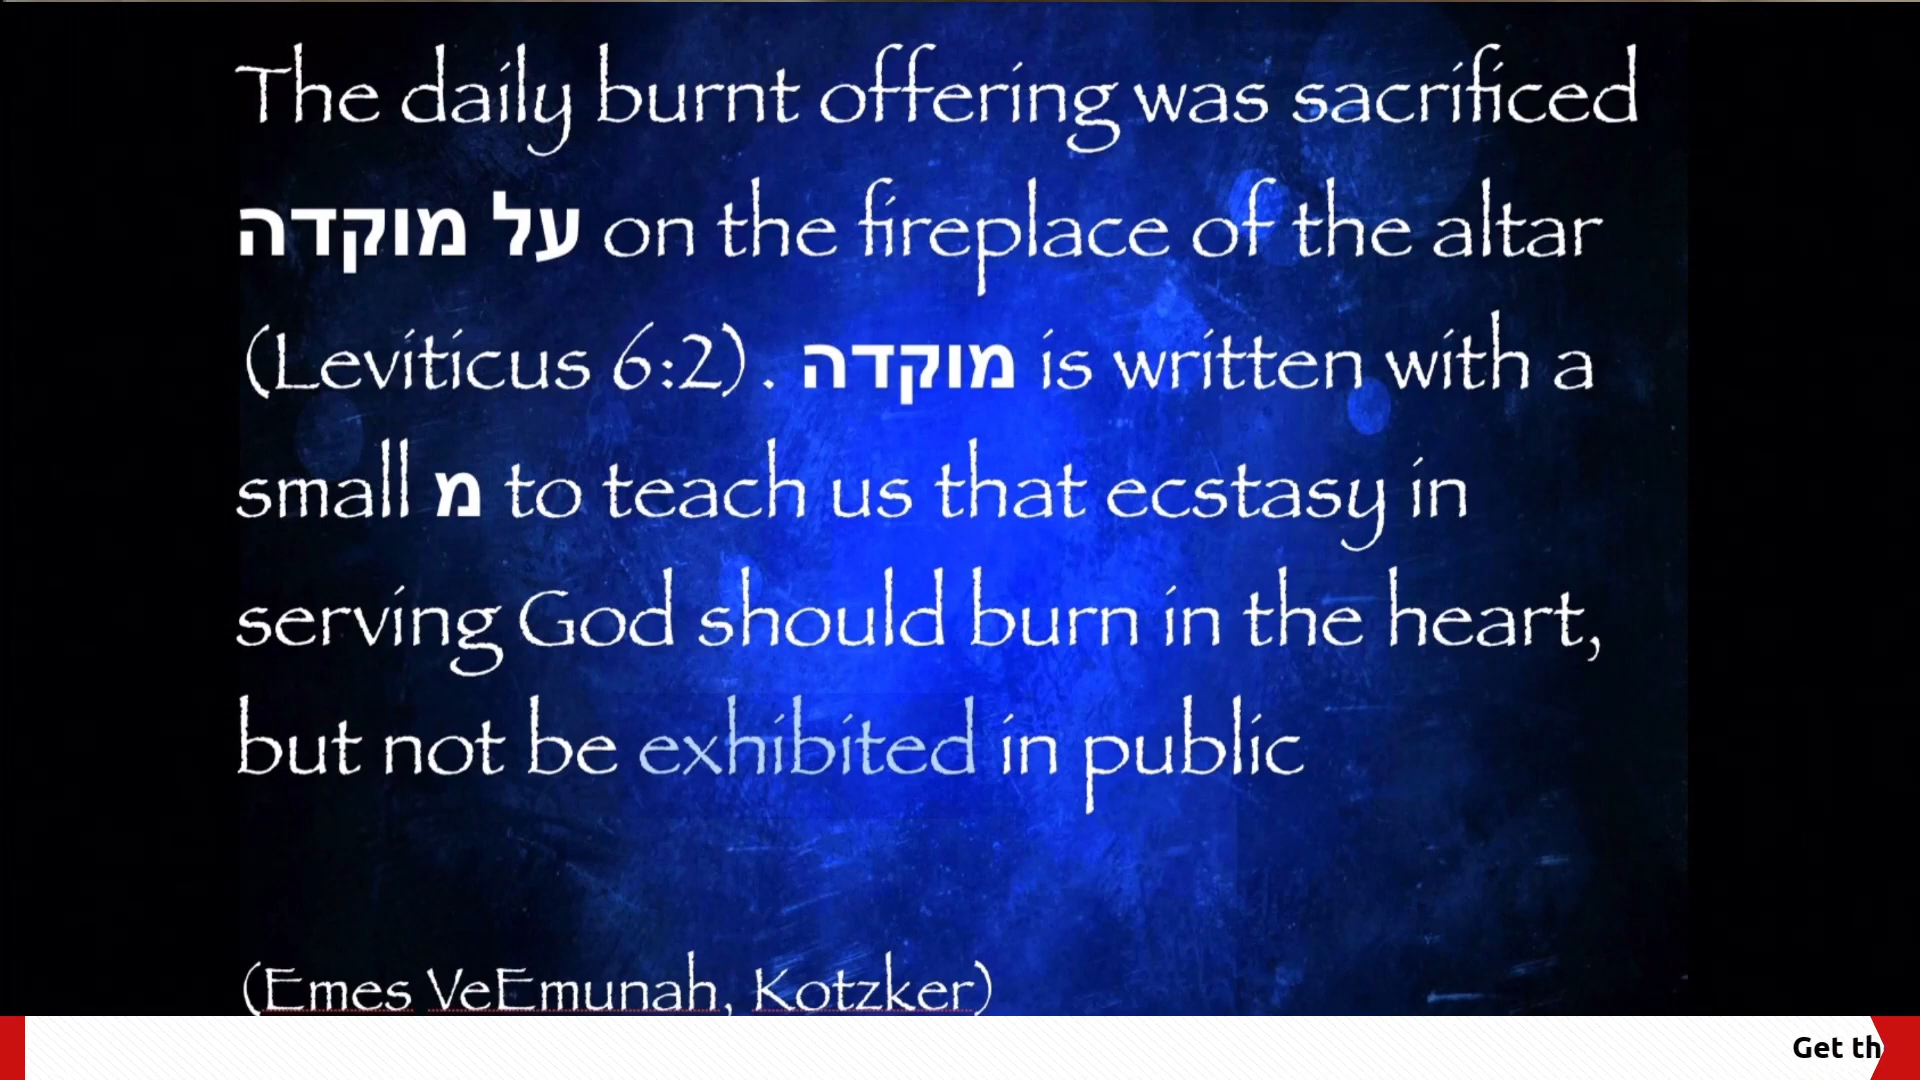 The daily burnt offering was sacrificed
על מוקדה on the fireplace of the altar
(Leviticus 6:2). מוקדה is written with a
small מ to teach us that ecstasy in
serving God should burn in the heart,
but not be exhibited in public
(Emes VeEmunah, Kotzker)
Get th